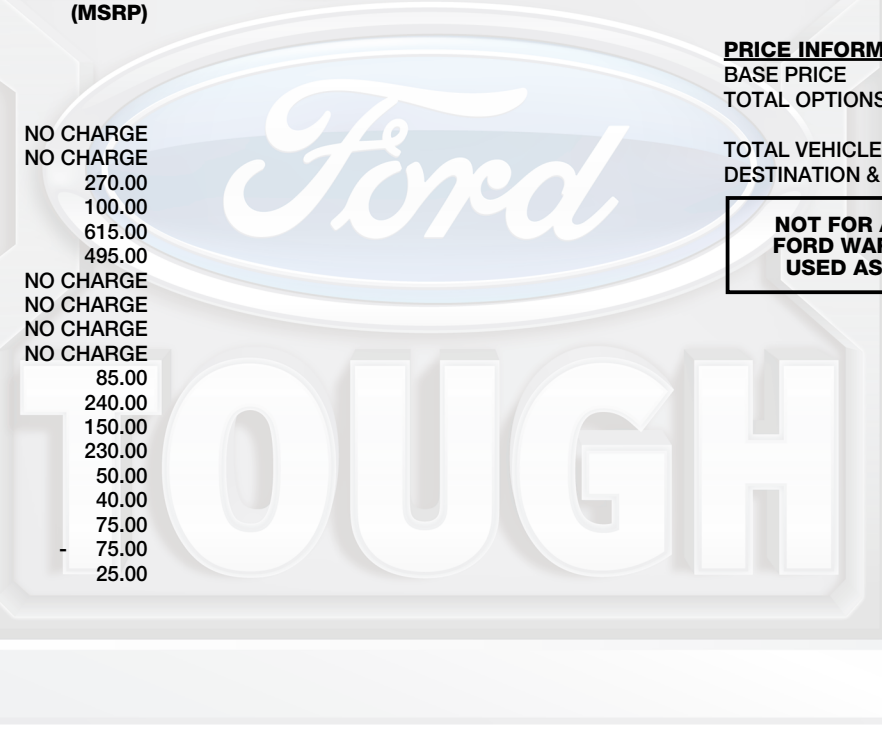 (MSRP)
NO CHARGE
NO CHARGE
270.00
100.00
615.00
495.00
NO CHARGE
NO CHARGE
NO CHARGE
NO CHARGE
85.00
240.00
150.00
230.00
50.00
40.00
75.00
- 75.00
25.00
PRICE INFORM
BASE PRICE
TOTAL OPTIONS
TOTAL VEHICLE
DESTINATION &
NOT FOR A
FORD WAR
USED AS
Ford
TOUGH